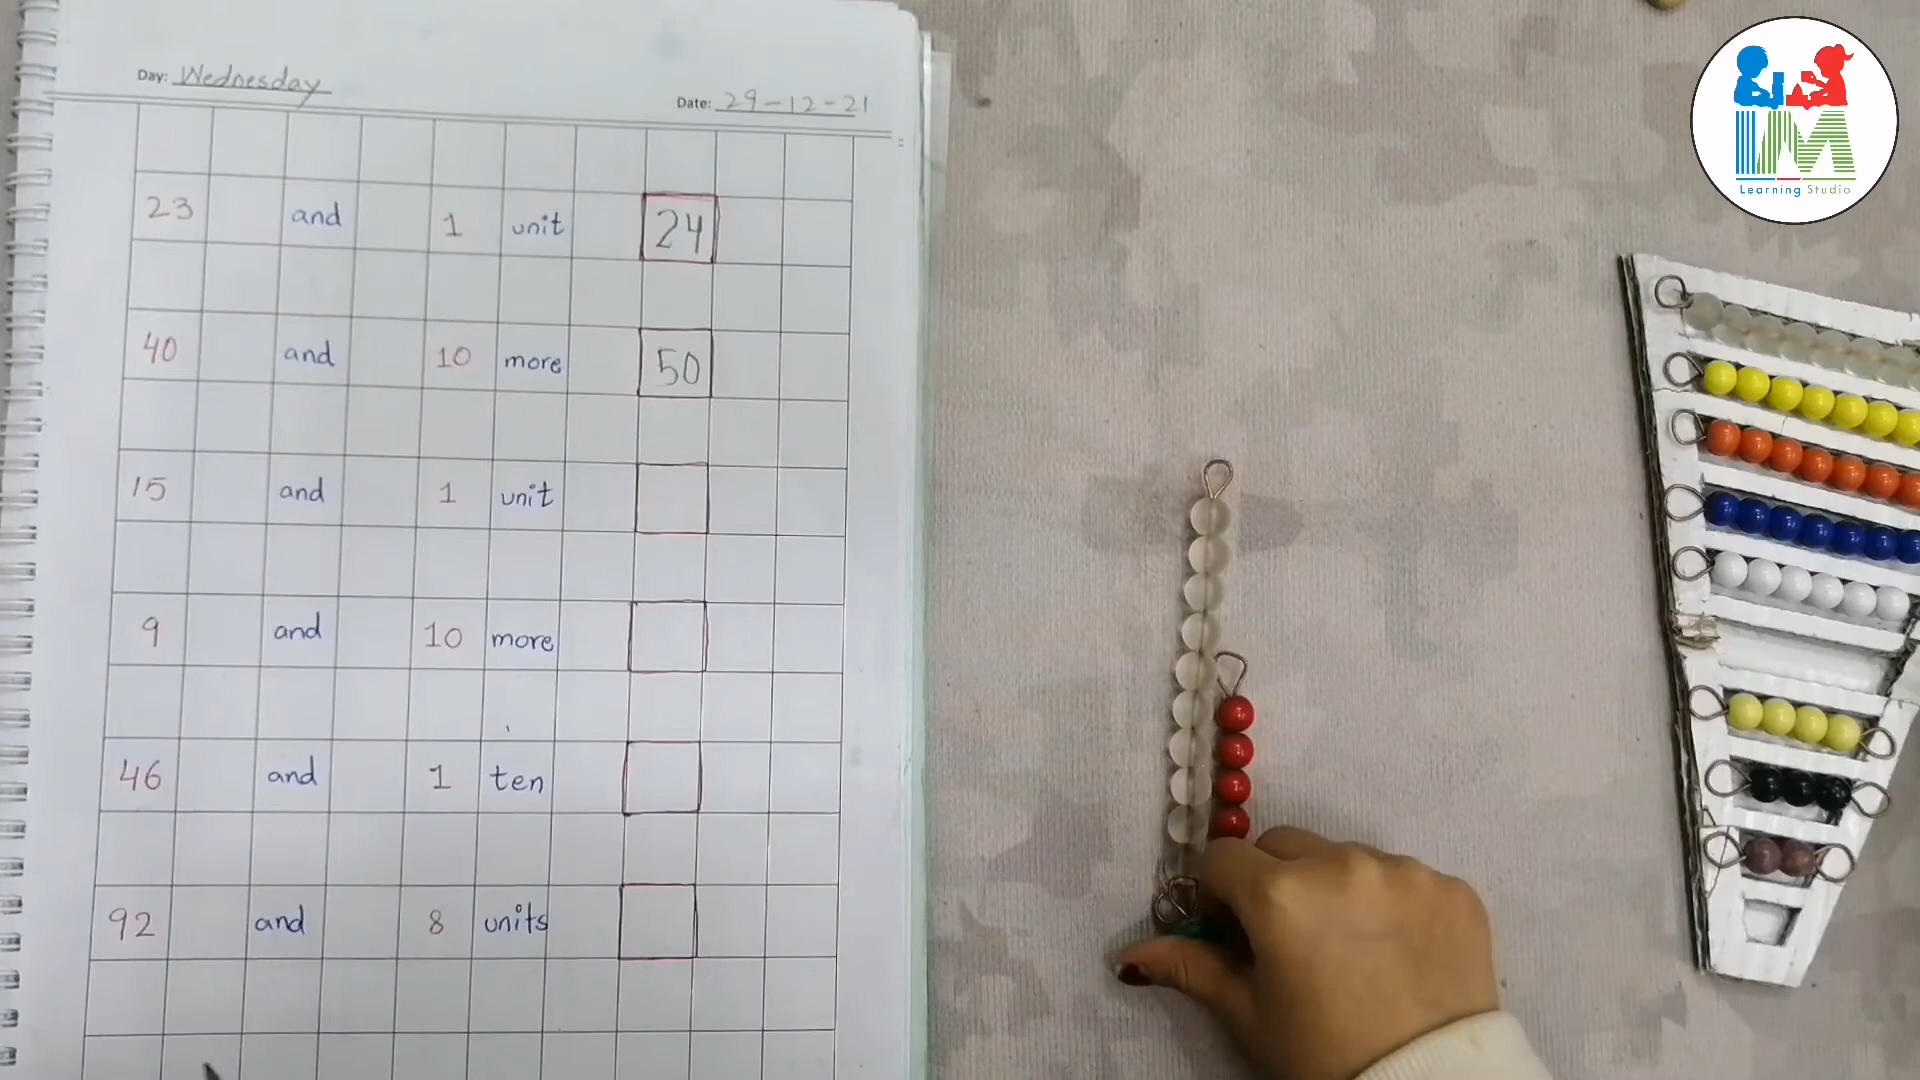 Day: Wednesday
Date: 29-12-21
23 and 1 unit 24
40 and 10 more 50
15 and 1 unit
9 and 10 more
46 and 1 ten
92 and 8 units
Learning Studio